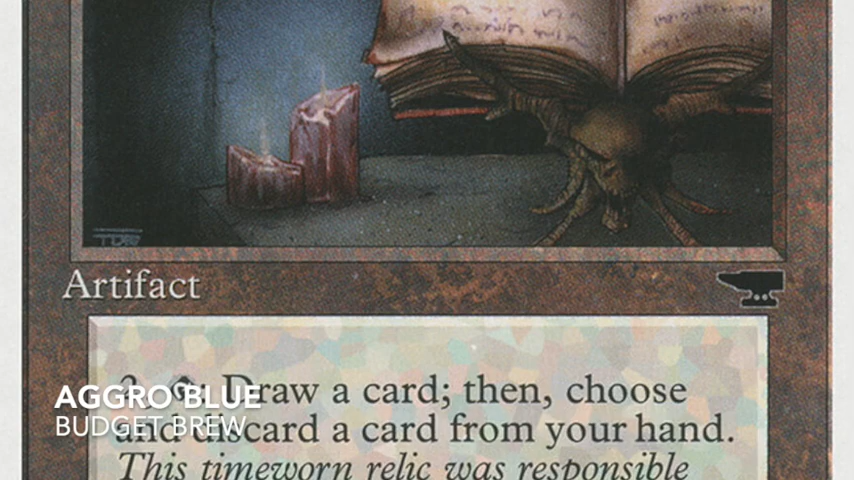 Artifact
Draw a card; then, choose
and discard a card from your hand.
This timeworn relic was responsible
AGGRO BLUE
BUDGET BREW